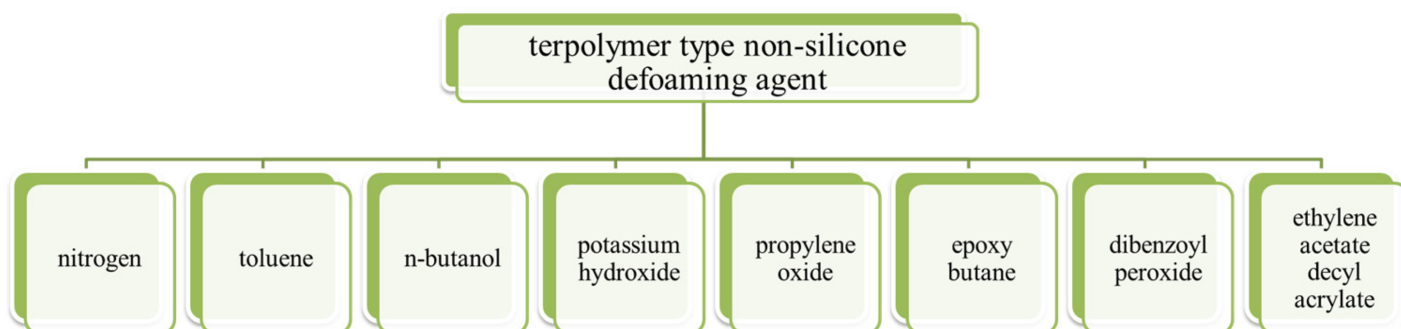 terpolymer type non-silicone
defoaming agent
nitrogen
toluene
n-butanol
potassium
hydroxide
propylene
oxide
epoxy
butane
dibenzoyl
peroxide
ethylene
acetate
decyl
acrylate